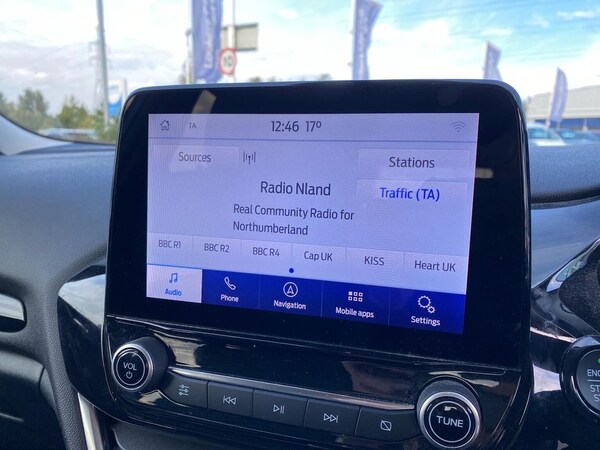 10
TA
12:46 17°
Sources
Stations
Radio Nland
Traffic (TA)
Real Community Radio for
Northumberland
BBC R1
BBC R2
BBC R4
Cap UK
KISS
Heart UK
Audio
Phone
Navigation
Mobile apps
Settings
VOL
TUNE